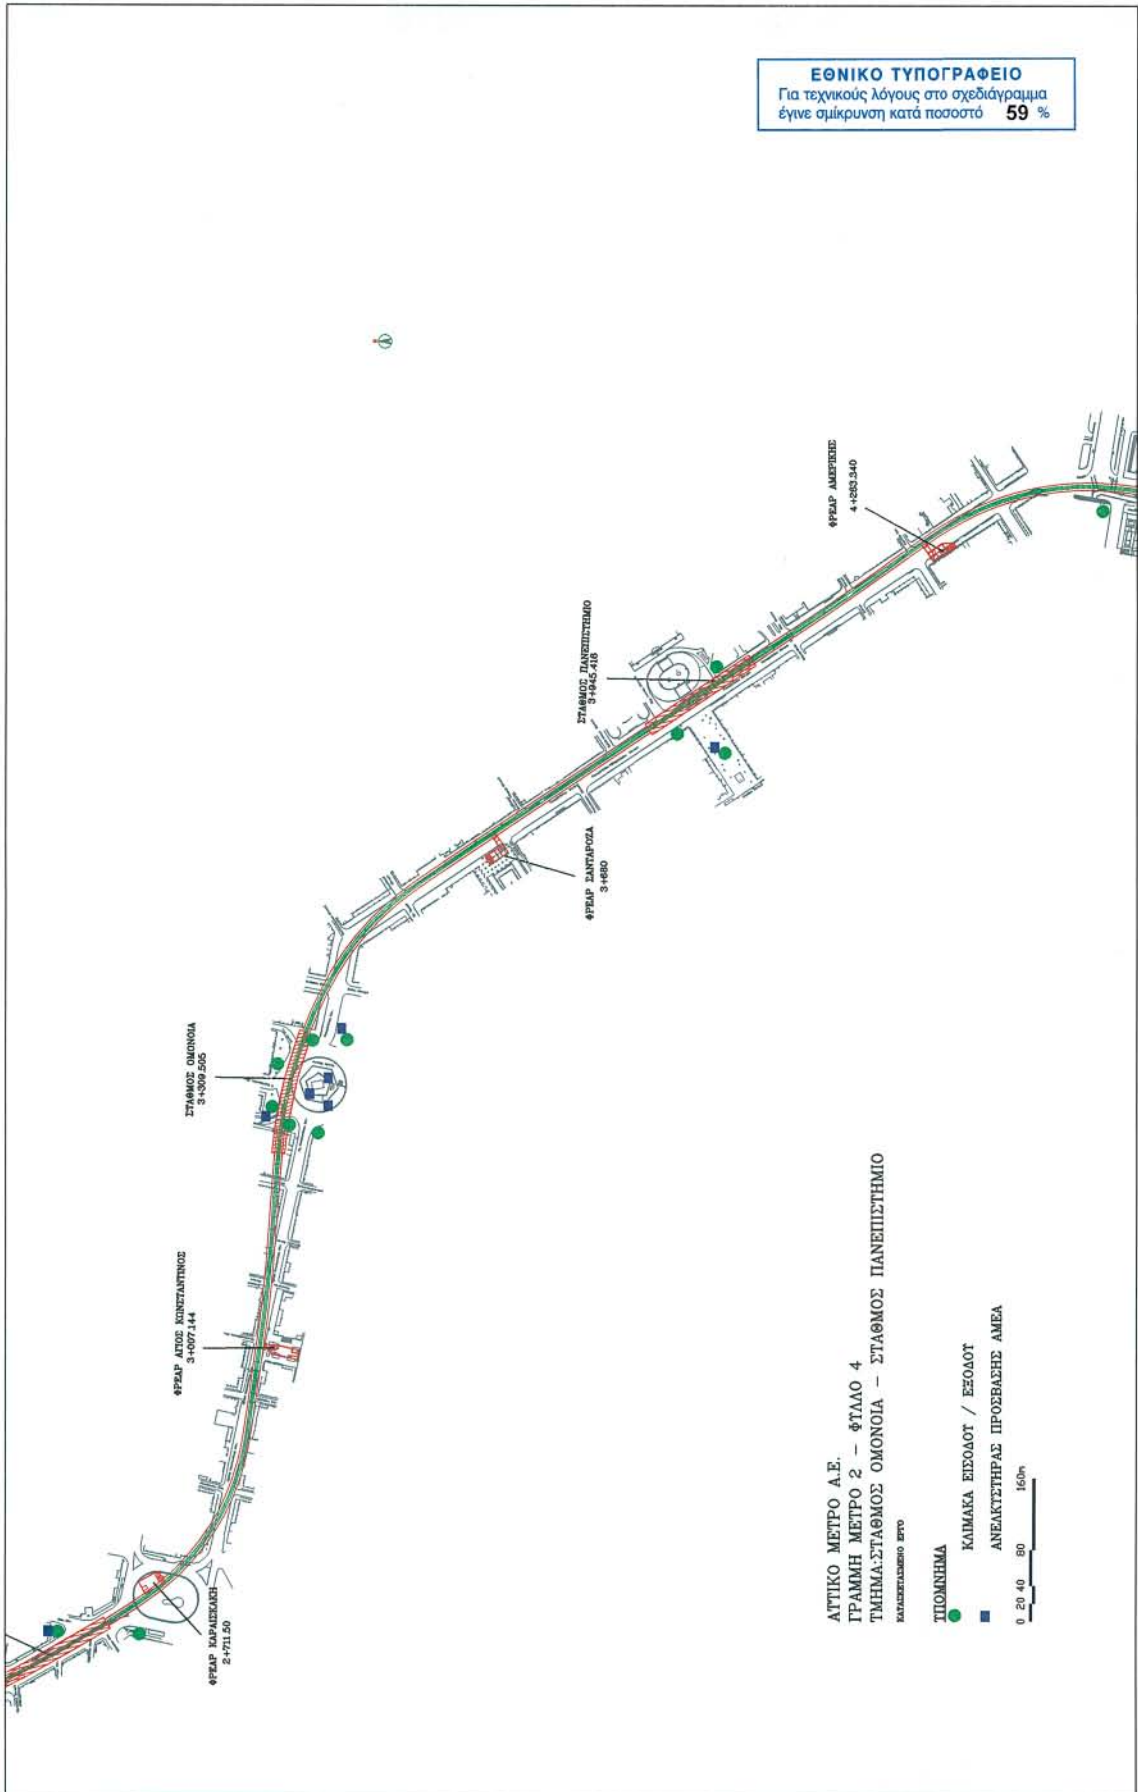 ΕΘΝΙΚΟ ΤΥΠΟΓΡΑΦΕΙΟ
Για τεχνικούς λόγους στο σχεδιάγραμμα
έγινε σμίκρυνση κατά ποσοστό 59 %
ΦΡΕΑΡ ΚΑΡΑΙΣΚΑΚΗ
2+711.50
ΦΡΕΑΡ ΑΓΙΟΣ ΚΩΝΣΤΑΝΤΙΝΟΣ
3+007.144
ΣΤΑΘΜΟΣ ΟΜΟΝΟΙΑ
3+309.505
ΦΡΕΑΡ ΣΑΝΤΑΡΟΖΑ
3+680
ΣΤΑΘΜΟΣ ΠΑΝΕΠΙΣΤΗΜΙΟ
3+945.418
ΦΡΕΑΡ ΑΜΕΡΙΚΗΣ
4+263.340
ΑΤΤΙΚΟ ΜΕΤΡΟ Α.Ε.
ΓΡΑΜΜΗ ΜΕΤΡΟ 2 – ΦΥΛΛΟ 4
ΤΜΗΜΑ:ΣΤΑΘΜΟΣ ΟΜΟΝΟΙΑ – ΣΤΑΘΜΟΣ ΠΑΝΕΠΙΣΤΗΜΙΟ
ΚΑΤΑΣΚΕΥΑΣΜΕΝΟ ΕΡΓΟ
ΥΠΟΜΝΗΜΑ
ΚΛΙΜΑΚΑ ΕΙΣΟΔΟΥ / ΕΞΟΔΟΥ
ΑΝΕΛΚΥΣΤΗΡΑΣ ΠΡΟΣΒΑΣΗΣ ΑΜΕΑ
0 20 40 80 160m